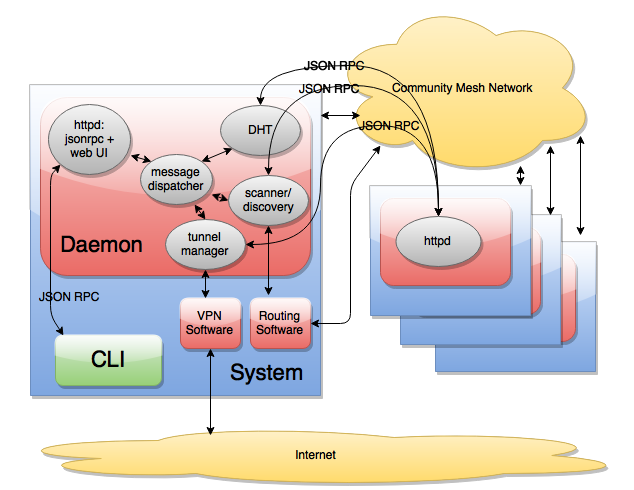 JSON RPC
JSON RPC
JSON RPC
Community Mesh Network
httpd:
jsonrpc +
web UI
DHT
message
dispatcher
scanner/
discovery
tunnel
manager
Daemon
httpd
JSON RPC
VPN
Software
Routing
Software
CLI
System
Internet